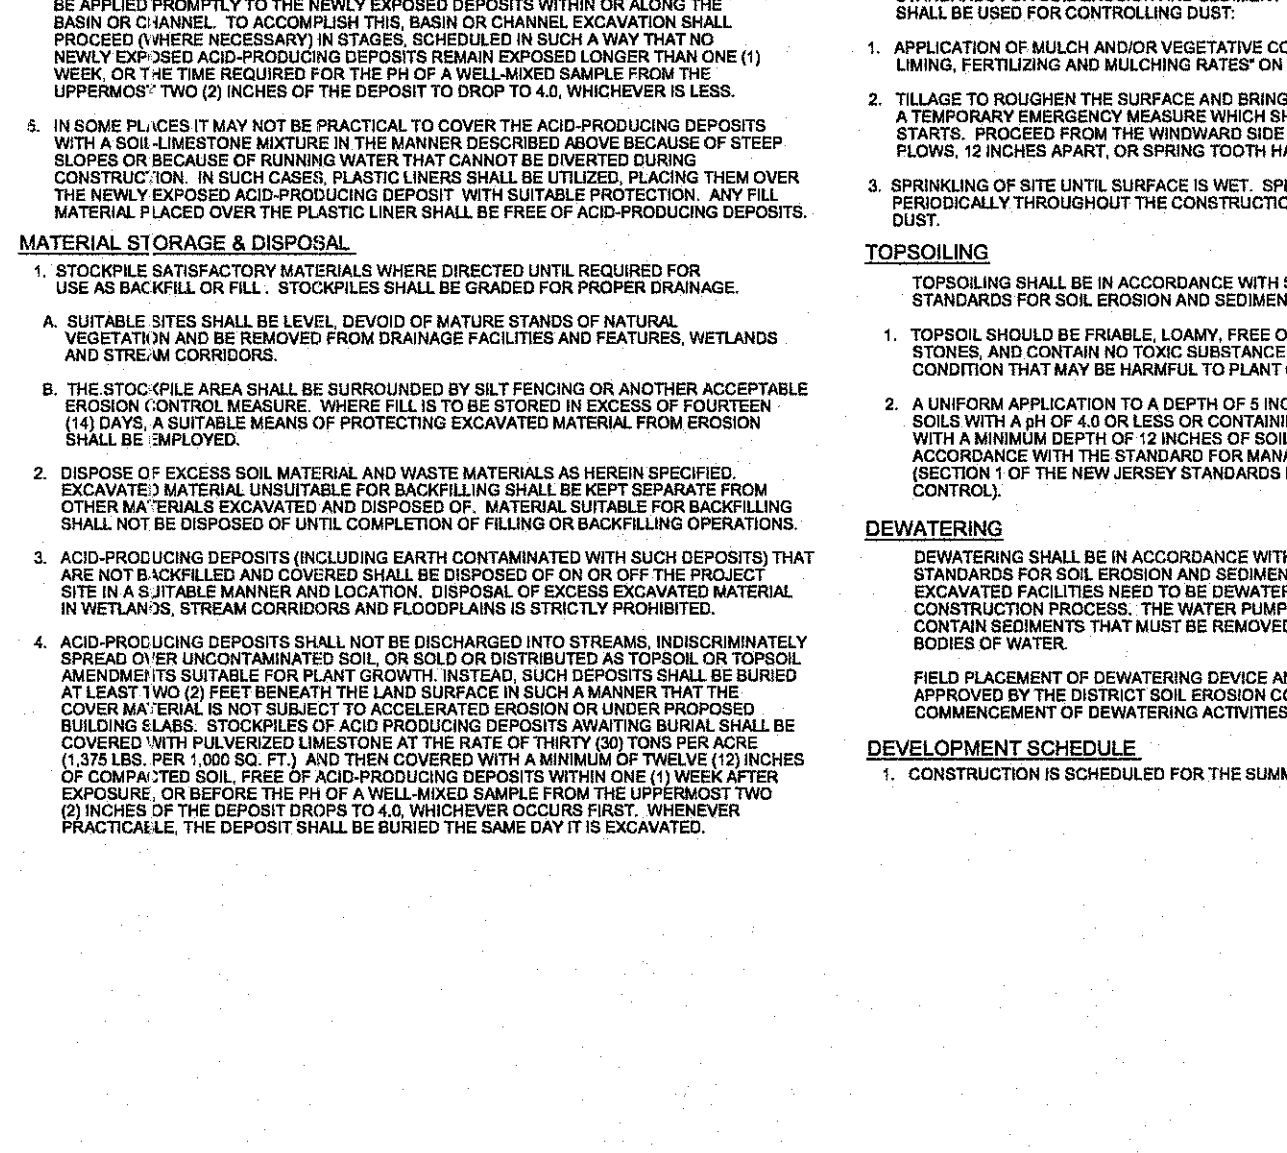 BE APPLIED PROMPTLY TO THE NEWLY EXPOSED DEPOSITS WITHIN OR ALONG THE
BASIN OR CHANNEL. TO ACCOMPLISH THIS, BASIN OR CHANNEL EXCAVATION SHALL
PROCEED (WHERE NECESSARY) IN STAGES, SCHEDULED IN SUCH A WAY THAT NO
NEWLY EXPOSED ACID-PRODUCING DEPOSITS REMAIN EXPOSED LONGER THAN ONE (1)
WEEK, OR THE TIME REQUIRED FOR THE PH OF A WELL-MIXED SAMPLE FROM THE
UPPERMOST TWO (2) INCHES OF THE DEPOSIT TO DROP TO 4.0, WHICHEVER IS LESS.
5. IN SOME PLACES IT MAY NOT BE PRACTICAL TO COVER THE ACID-PRODUCING DEPOSITS
WITH A SOIL-LIMESTONE MIXTURE IN THE MANNER DESCRIBED ABOVE BECAUSE OF STEEP
SLOPES OR BECAUSE OF RUNNING WATER THAT CANNOT BE DIVERTED DURING
CONSTRUCTION. IN SUCH CASES, PLASTIC LINERS SHALL BE UTILIZED, PLACING THEM OVER
THE NEWLY EXPOSED ACID-PRODUCING DEPOSIT WITH SUITABLE PROTECTION. ANY FILL
MATERIAL PLACED OVER THE PLASTIC LINER SHALL BE FREE OF ACID-PRODUCING DEPOSITS.
MATERIAL STORAGE & DISPOSAL
1. STOCKPILE SATISFACTORY MATERIALS WHERE DIRECTED UNTIL REQUIRED FOR
USE AS BACKFILL OR FILL. STOCKPILES SHALL BE GRADED FOR PROPER DRAINAGE.
A. SUITABLE SITES SHALL BE LEVEL, DEVOID OF MATURE STANDS OF NATURAL
VEGETATION AND BE REMOVED FROM DRAINAGE FACILITIES AND FEATURES, WETLANDS
AND STREAM CORRIDORS.
B. THE STOCKPILE AREA SHALL BE SURROUNDED BY SILT FENCING OR ANOTHER ACCEPTABLE
EROSION CONTROL MEASURE. WHERE FILL IS TO BE STORED IN EXCESS OF FOURTEEN
(14) DAYS, A SUITABLE MEANS OF PROTECTING EXCAVATED MATERIAL FROM EROSION
SHALL BE EMPLOYED.
2. DISPOSE OF EXCESS SOIL MATERIAL AND WASTE MATERIALS AS HEREIN SPECIFIED.
EXCAVATED MATERIAL UNSUITABLE FOR BACKFILLING SHALL BE KEPT SEPARATE FROM
OTHER MATERIALS EXCAVATED AND DISPOSED OF. MATERIAL SUITABLE FOR BACKFILLING
SHALL NOT BE DISPOSED OF UNTIL COMPLETION OF FILLING OR BACKFILLING OPERATIONS.
3. ACID-PRODUCING DEPOSITS (INCLUDING EARTH CONTAMINATED WITH SUCH DEPOSITS) THAT
ARE NOT BACKFILLED AND COVERED SHALL BE DISPOSED OF ON OR OFF THE PROJECT
SITE IN A SUITABLE MANNER AND LOCATION. DISPOSAL OF EXCESS EXCAVATED MATERIAL
IN WETLANDS, STREAM CORRIDORS AND FLOODPLAINS IS STRICTLY PROHIBITED.
4. ACID-PRODUCING DEPOSITS SHALL NOT BE DISCHARGED INTO STREAMS, INDISCRIMINATELY
SPREAD OVER UNCONTAMINATED SOIL, OR SOLD OR DISTRIBUTED AS TOPSOIL OR TOPSOIL
AMENDMENTS SUITABLE FOR PLANT GROWTH. INSTEAD, SUCH DEPOSITS SHALL BE BURIED
AT LEAST TWO (2) FEET BENEATH THE LAND SURFACE IN SUCH A MANNER THAT THE
COVER MATERIAL IS NOT SUBJECT TO ACCELERATED EROSION OR UNDER PROPOSED
BUILDING SLABS. STOCKPILES OF ACID PRODUCING DEPOSITS AWAITING BURIAL SHALL BE
COVERED WITH PULVERIZED LIMESTONE AT THE RATE OF THIRTY (30) TONS PER ACRE
(1,375 LBS. PER 1,000 SQ. FT.) AND THEN COVERED WITH A MINIMUM OF TWELVE (12) INCHES
OF COMPACTED SOIL, FREE OF ACID-PRODUCING DEPOSITS WITHIN ONE (1) WEEK AFTER
EXPOSURE, OR BEFORE THE PH OF A WELL-MIXED SAMPLE FROM THE UPPERMOST TWO
(2) INCHES OF THE DEPOSIT DROPS TO 4.0, WHICHEVER OCCURS FIRST. WHENEVER
PRACTICABLE, THE DEPOSIT SHALL BE BURIED THE SAME DAY IT IS EXCAVATED.
SHALL BE USED FOR CONTROLLING DUST:
1. APPLICATION OF MULCH AND/OR VEGETATIVE CO
LIMING, FERTILIZING AND MULCHING RATES" ON
2. TILLAGE TO ROUGHEN THE SURFACE AND BRING
A TEMPORARY EMERGENCY MEASURE WHICH SH
STARTS. PROCEED FROM THE WINDWARD SIDE
PLOWS, 12 INCHES APART, OR SPRING TOOTH HA
3. SPRINKLING OF SITE UNTIL SURFACE IS WET. SPI
PERIODICALLY THROUGHOUT THE CONSTRUCTIO
DUST.
TOPSOILING
TOPSOILING SHALL BE IN ACCORDANCE WITH S
STANDARDS FOR SOIL EROSION AND SEDIMEN
1. TOPSOIL SHOULD BE FRIABLE, LOAMY, FREE O
STONES, AND CONTAIN NO TOXIC SUBSTANCE
CONDITION THAT MAY BE HARMFUL TO PLANT
2. A UNIFORM APPLICATION TO A DEPTH OF 5 INC
SOILS WITH A pH OF 4.0 OR LESS OR CONTAINI
WITH A MINIMUM DEPTH OF 12 INCHES OF SOIL
ACCORDANCE WITH THE STANDARD FOR MANA
(SECTION 1 OF THE NEW JERSEY STANDARDS
CONTROL).
DEWATERING
DEWATERING SHALL BE IN ACCORDANCE WITH
STANDARDS FOR SOIL EROSION AND SEDIMEN
EXCAVATED FACILITIES NEED TO BE DEWATER
CONSTRUCTION PROCESS. THE WATER PUMP
CONTAIN SEDIMENTS THAT MUST BE REMOVED
BODIES OF WATER.
FIELD PLACEMENT OF DEWATERING DEVICE AN
APPROVED BY THE DISTRICT SOIL EROSION CO
COMMENCEMENT OF DEWATERING ACTIVITIES
DEVELOPMENT SCHEDULE
1. CONSTRUCTION IS SCHEDULED FOR THE SUMM